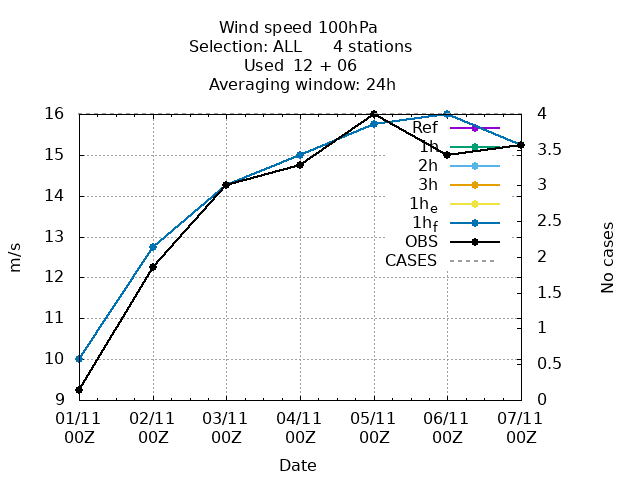 Wind speed 100hPa
Selection: ALL 4 stations
Used 12 + 06
Averaging window: 24h
16
15
14
13
12
11
10
9
m/s
4
3.5
3
2.5
2
1.5
1
0.5
0
No cases
Ref
1h
2h
3h
1h_e
1h_f
OBS
CASES
01/11 02/11 03/11 04/11 05/11 06/11 07/11
00Z 00Z 00Z 00Z 00Z 00Z 00Z
Date